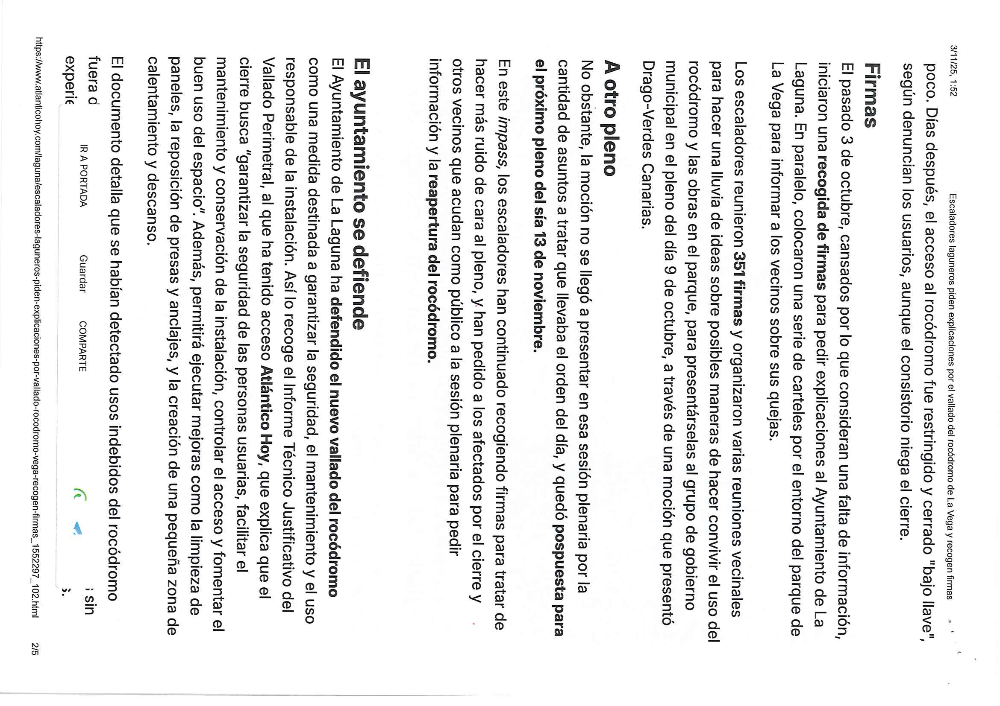 3/11/25, 1:52 Escaladores laguneros piden explicaciones por el vallado del rocódromo de La Vega y recogen firmas
poco. Días después, el acceso al rocódromo fue restringido y cerrado "bajo llave",
según denuncian los usuarios, aunque el consistorio niega el cierre.
Firmas
El pasado 3 de octubre, cansados por lo que consideran una falta de información,
iniciaron una recogida de firmas para pedir explicaciones al Ayuntamiento de La
Laguna. En paralelo, colocaron una serie de carteles por el entorno del parque de
La Vega para informar a los vecinos sobre sus quejas.
Los escaladores reunieron 351 firmas y organizaron varias reuniones vecinales
para hacer una lluvia de ideas sobre posibles maneras de hacer convivir el uso del
rocódromo y las obras en el parque, para presentárselas al grupo de gobierno
municipal en el pleno del día 9 de octubre, a través de una moción que presentó
Drago-Verdes Canarias.
A otro pleno
No obstante, la moción no se llegó a presentar en esa sesión plenaria por la
cantidad de asuntos a tratar que llevaba el orden del día, y quedó pospuesta para
el próximo pleno del sía 13 de noviembre.
En este impass, los escaladores han continuado recogiendo firmas para tratar de
hacer más ruido de cara al pleno, y han pedido a los afectados por el cierre y
otros vecinos que acudan como público a la sesión plenaria para pedir
información y la reapertura del rocódromo.
El ayuntamiento se defiende
El Ayuntamiento de La Laguna ha defendido el nuevo vallado del rocódromo
como una medida destinada a garantizar la seguridad, el mantenimiento y el uso
responsable de la instalación. Así lo recoge el Informe Técnico Justificativo del
Vallado Perimetral, al que ha tenido acceso Atlántico Hoy, que explica que el
cierre busca “garantizar la seguridad de las personas usuarias, facilitar el
mantenimiento y conservación de la instalación, controlar el acceso y fomentar el
buen uso del espacio”. Además, permitirá ejecutar mejoras como la limpieza de
paneles, la reposición de presas y anclajes, y la creación de una pequeña zona de
calentamiento y descanso.
El documento detalla que se habían detectado usos indebidos del rocódromo
fuera d sin
IR A PORTADA Guardar COMPARTE
experie s.
https://www.atlanticohoy.com/laguna/escaladores-laguneros-piden-explicaciones-por-vallado-rocodromo-vega-recogen-firmas_1552297_102.html 2/5